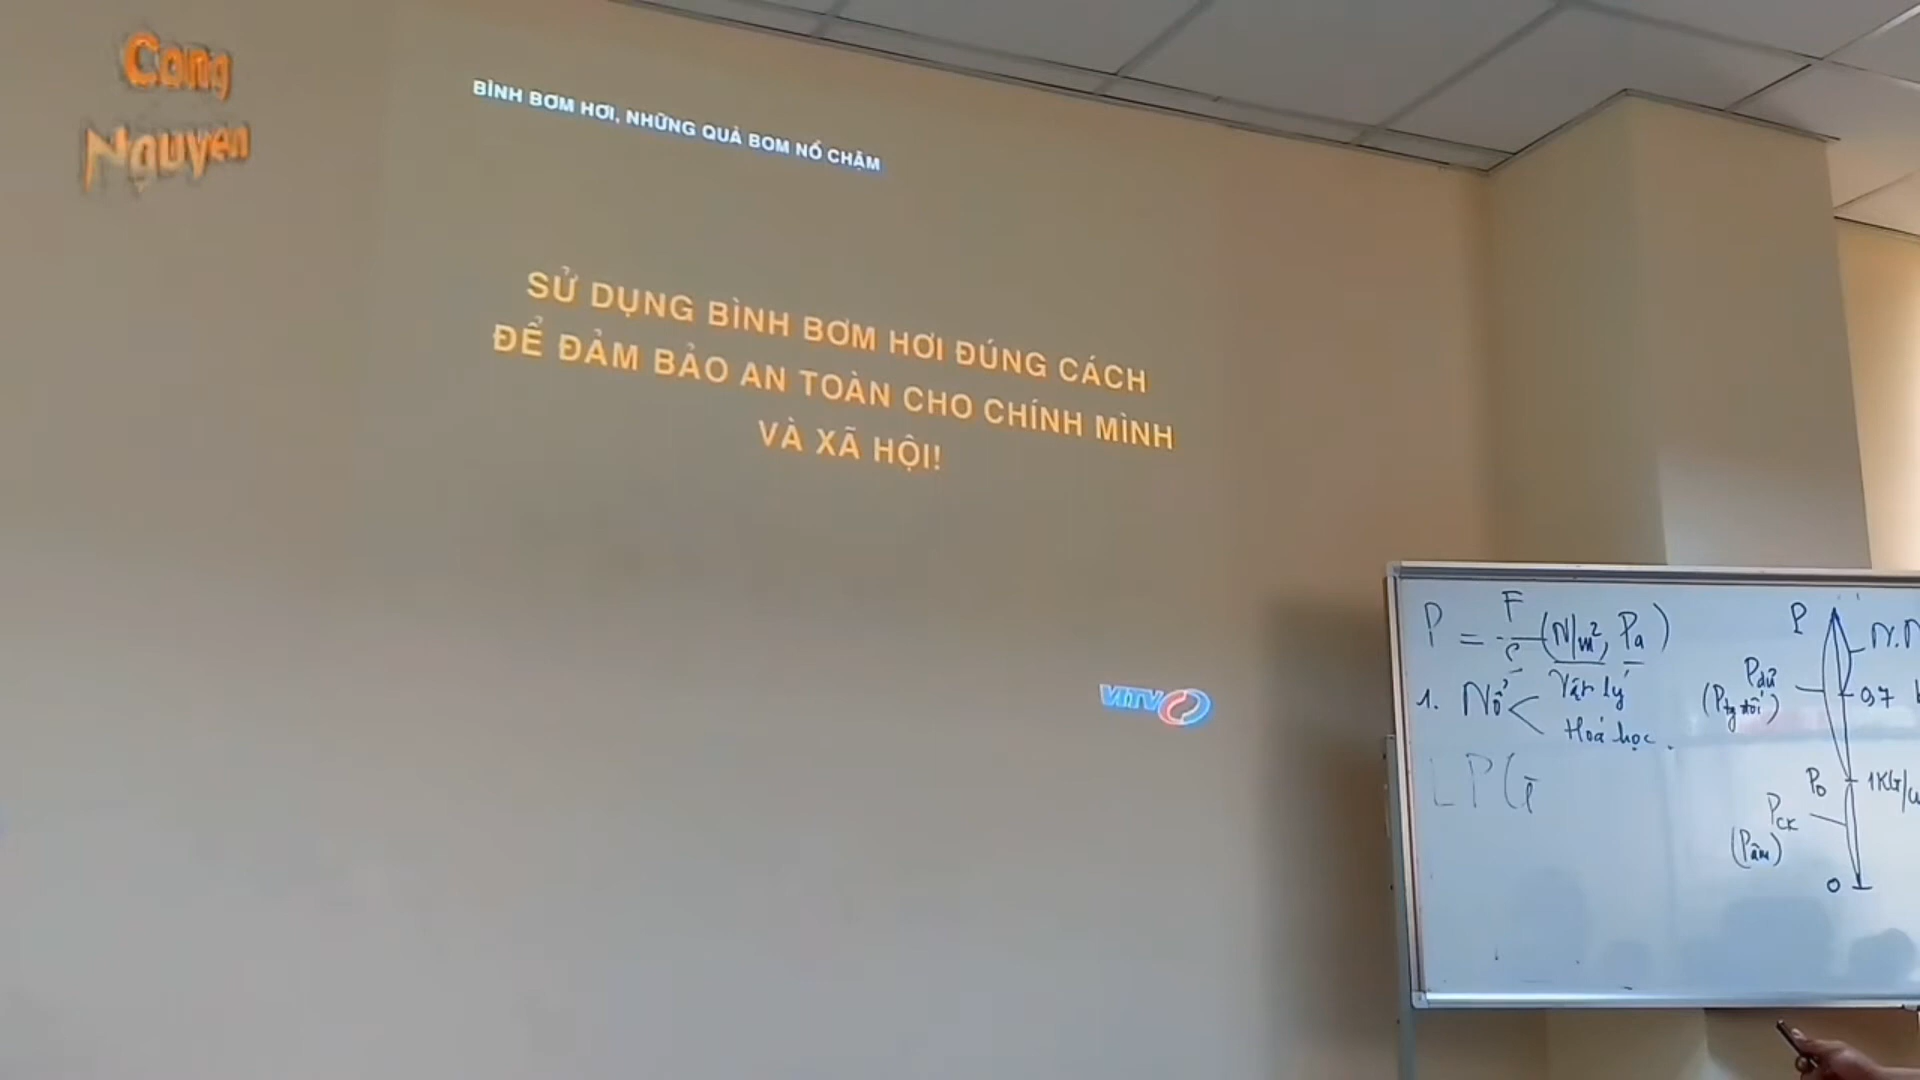 Cang
Nguyen
BÌNH BƠM HƠI, NHỮNG QUẢ BOM NỔ CHẬM
SỬ DỤNG BÌNH BƠM HƠI ĐÚNG CÁCH
ĐỂ ĐẢM BẢO AN TOÀN CHO CHÍNH MÌNH
VÀ XÃ HỘI!
VITV
P = F/S (N/m², Pa)
1. Nổ < Vật lý
Hoá học.
LPG
P
Pdư
(Ptg đối)
0,7
P0
1KG/
PCK
(Pâm)
0